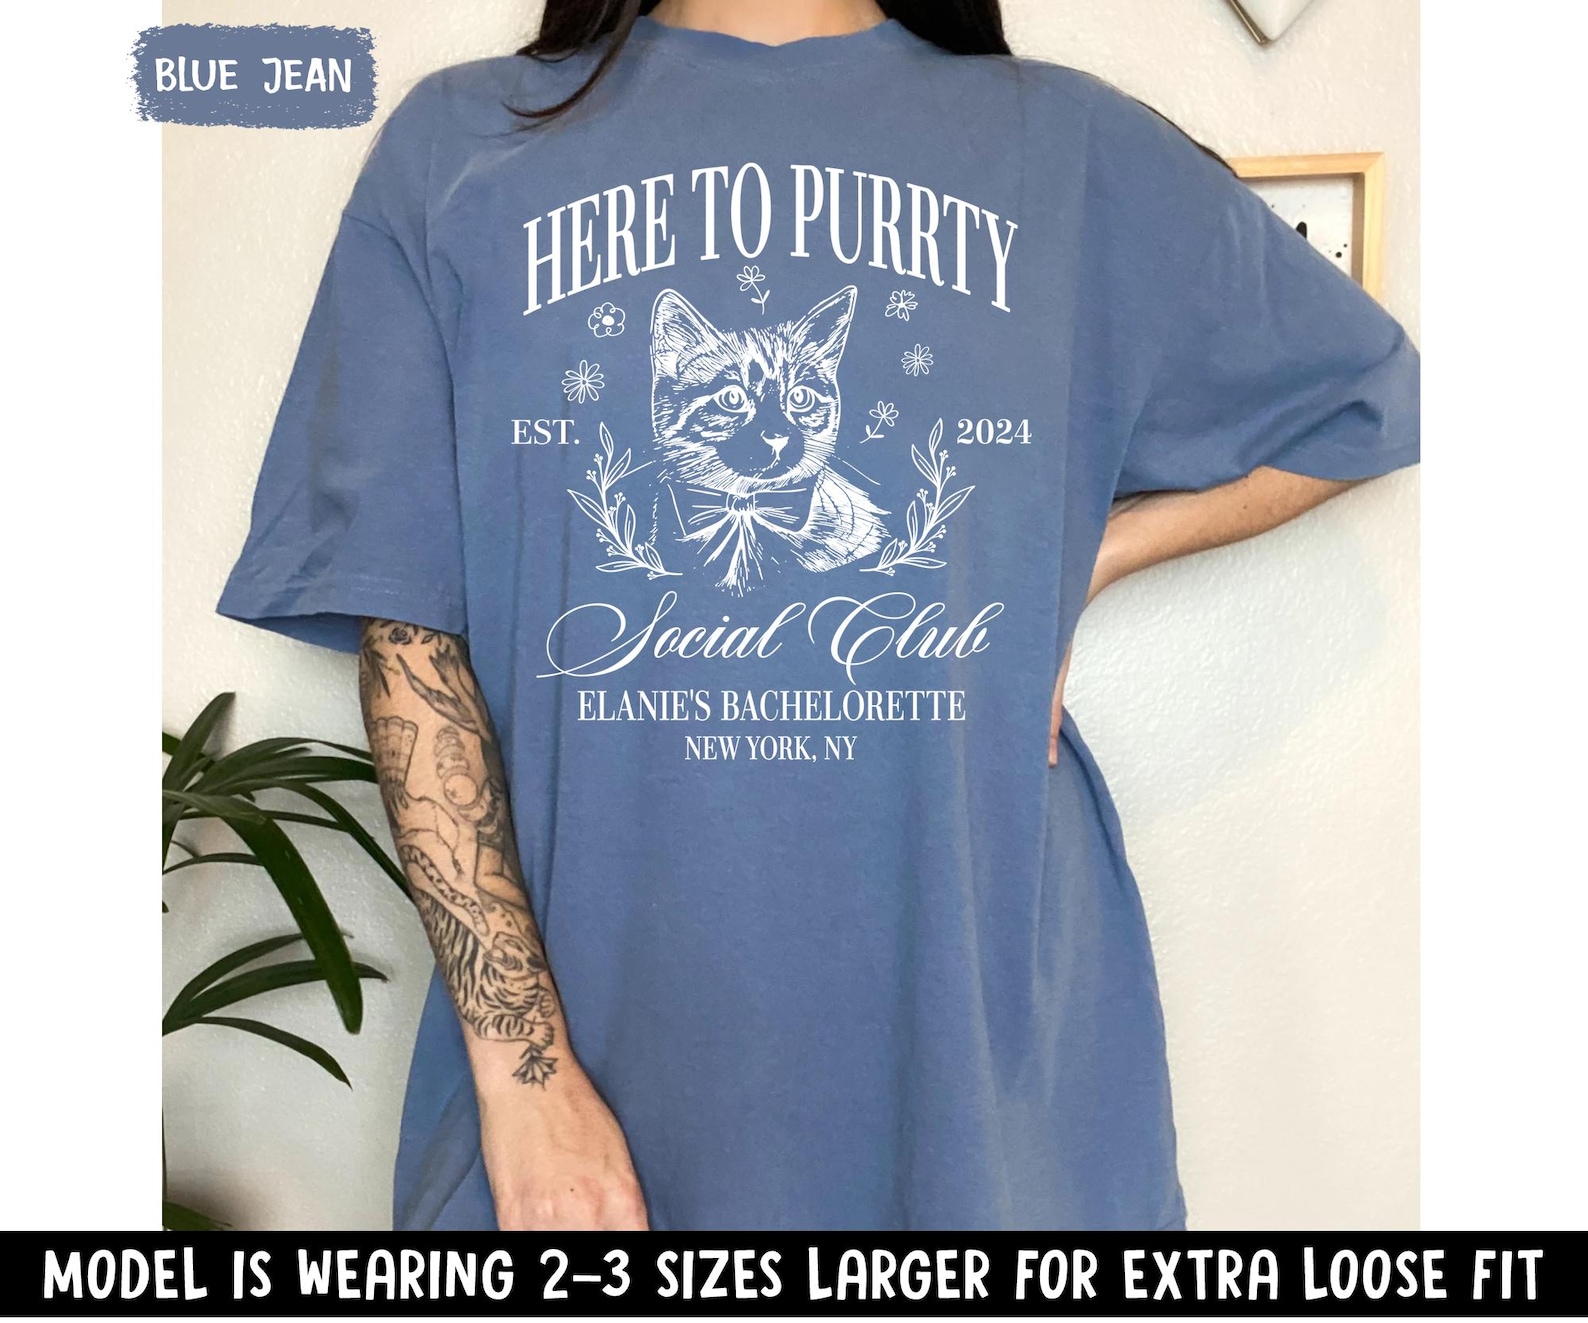 BLUE JEAN
HERE TO PURRTY
EST. 2024
Social Club
ELANIE'S BACHELORETTE
NEW YORK, NY
MODEL IS WEARING 2-3 SIZES LARGER FOR EXTRA LOOSE FIT